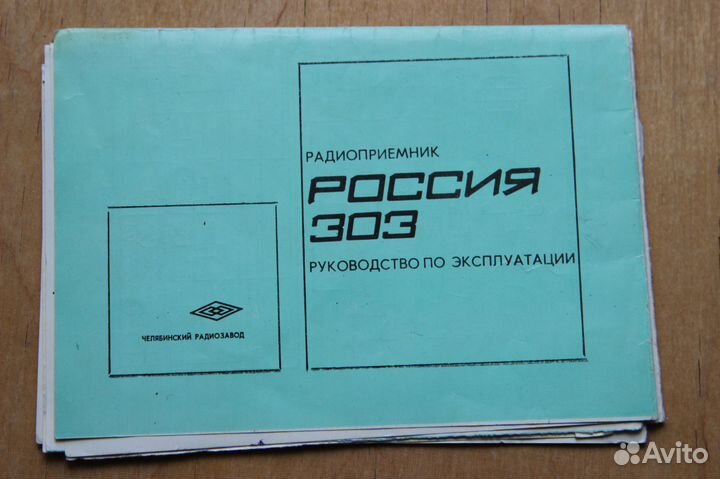 РАДИОПРИЕМНИК
РОССИЯ
303
РУКОВОДСТВО ПО ЭКСПЛУАТАЦИИ
ЧЕЛЯБИНСКИЙ РАДИОЗАВОД
Avito